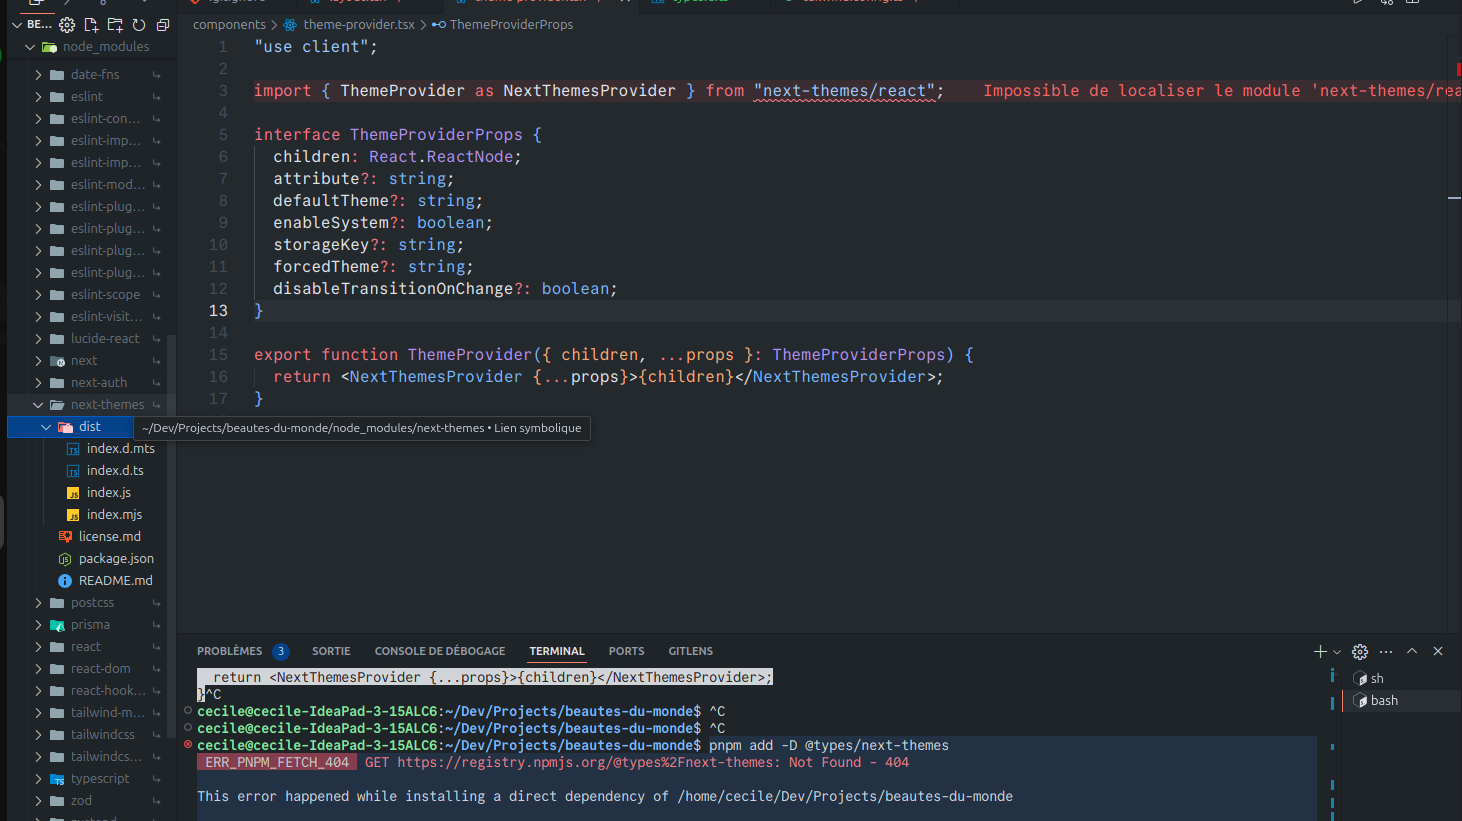 BE...
node_modules
date-fns
eslint
eslint-con...
eslint-imp...
eslint-imp...
eslint-mod...
eslint-plug...
eslint-plug...
eslint-plug...
eslint-plug...
eslint-scope
eslint-visit...
lucide-react
next
next-auth
next-themes
dist
index.d.mts
index.d.ts
index.js
index.mjs
license.md
package.json
README.md
postcss
prisma
react
react-dom
react-hook...
tailwind-m...
tailwindcss
tailwindcs...
typescript
zod
components > theme-provider.tsx > ThemeProviderProps
1 "use client";
2
3 import { ThemeProvider as NextThemesProvider } from "next-themes/react"; Impossible de localiser le module 'next-themes/rea
4
5 interface ThemeProviderProps {
6 children: React.ReactNode;
7 attribute?: string;
8 defaultTheme?: string;
9 enableSystem?: boolean;
10 storageKey?: string;
11 forcedTheme?: string;
12 disableTransitionOnChange?: boolean;
13 }
14
15 export function ThemeProvider({ children, ...props }: ThemeProviderProps) {
16 return <NextThemesProvider {...props}>{children}</NextThemesProvider>;
17 }
~/Dev/Projects/beautes-du-monde/node_modules/next-themes • Lien symbolique
PROBLÈMES 3 SORTIE CONSOLE DE DÉBOGAGE TERMINAL PORTS GITLENS
return <NextThemesProvider {...props}>{children}</NextThemesProvider>;
}^C
cecile@cecile-IdeaPad-3-15ALC6:~/Dev/Projects/beautes-du-monde$ ^C
cecile@cecile-IdeaPad-3-15ALC6:~/Dev/Projects/beautes-du-monde$ ^C
cecile@cecile-IdeaPad-3-15ALC6:~/Dev/Projects/beautes-du-monde$ pnpm add -D @types/next-themes
ERR_PNPM_FETCH_404 GET https://registry.npmjs.org/@types%2Fnext-themes: Not Found - 404
This error happened while installing a direct dependency of /home/cecile/Dev/Projects/beautes-du-monde
sh
bash